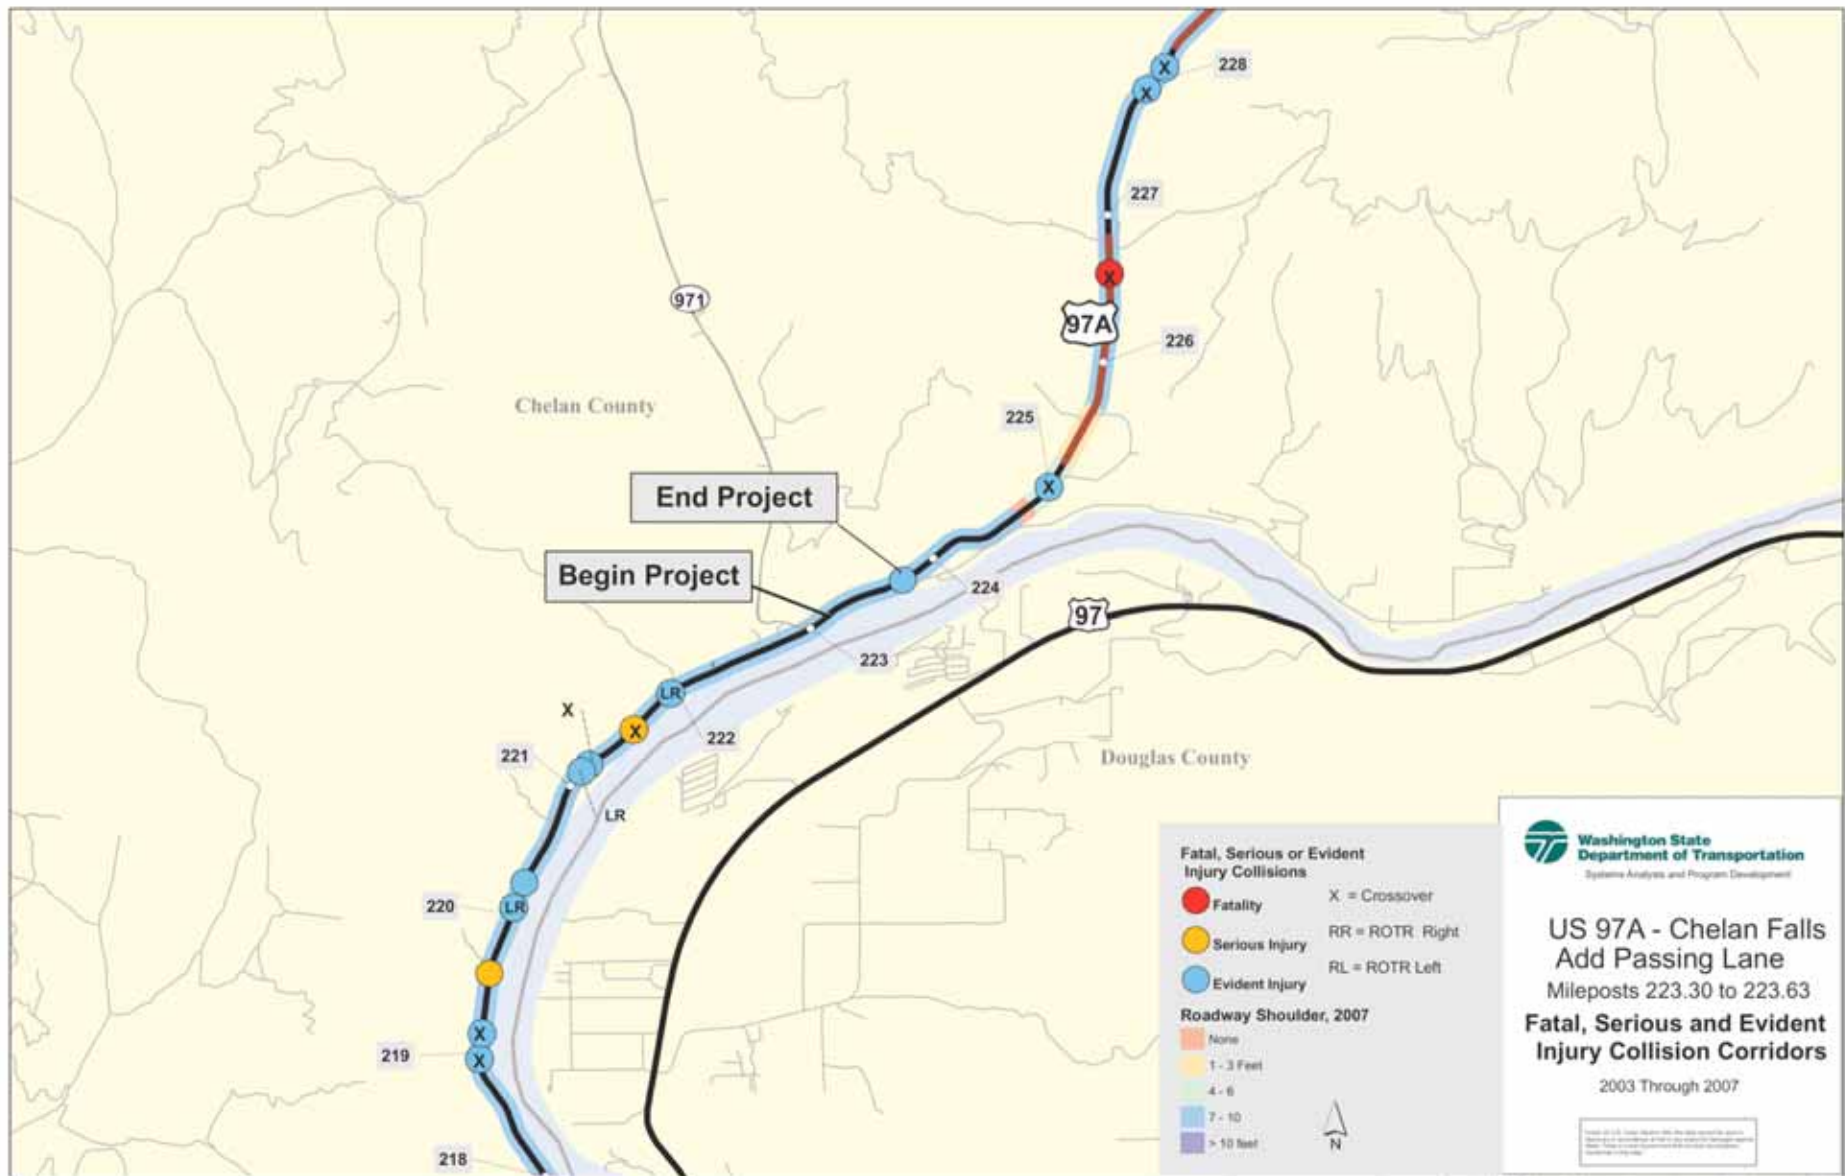 228
X
X
227
X
971
97A
226
Chelan County
225
X
End Project
Begin Project
224
97
223
LR
X
X
222
221
Douglas County
LR
220
LR
X
219
X
218
Fatal, Serious or Evident
Injury Collisions
Fatality
X = Crossover
Serious Injury
RR = ROTR Right
Evident Injury
RL = ROTR Left
Roadway Shoulder, 2007
None
1 - 3 Feet
4 - 6
7 - 10
> 10 feet
N
Washington State
Department of Transportation
Systems Analysis and Program Development
US 97A - Chelan Falls
Add Passing Lane
Mileposts 223.30 to 223.63
Fatal, Serious and Evident
Injury Collision Corridors
2003 Through 2007